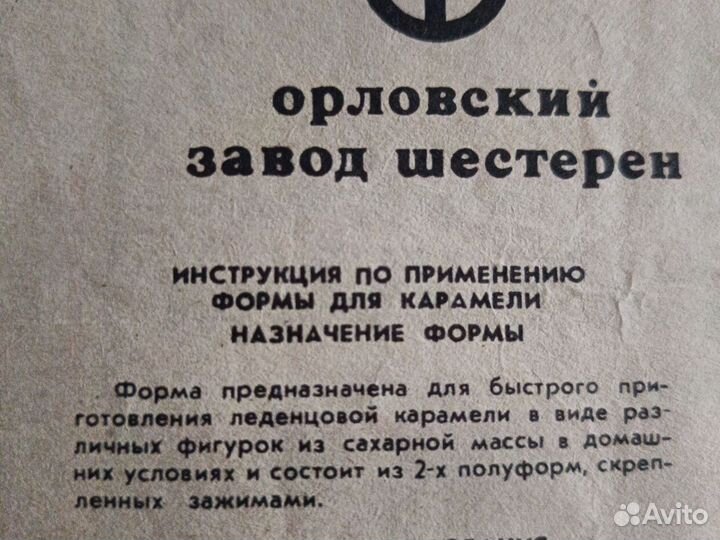 орловский
завод шестерен
ИНСТРУКЦИЯ ПО ПРИМЕНЕНИЮ
ФОРМЫ ДЛЯ КАРАМЕЛИ
НАЗНАЧЕНИЕ ФОРМЫ
Форма предназначена для быстрого при-
готовления леденцовой карамели в виде раз-
личных фигурок из сахарной массы в домаш-
них условиях и состоит из 2-х полуформ, скреп-
ленных зажимами.
Avito